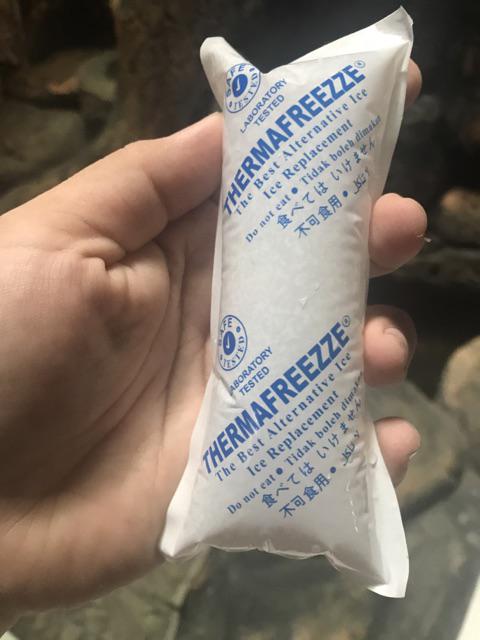 SAFE
TESTED
LABORATORY
TESTED
THERMAFREEZZE®
The Best Alternative Ice
Ice Replacement
Do not eat • Tidak boleh dimakan
食べては いけません
不可食用 •
SAFE
TESTED
LABORATORY
TESTED
THERMAFREEZZE®
The Best Alternative Ice
Ice Replacement
Do not eat • Tidak boleh dimakan
食べては いけません
不可食用 •